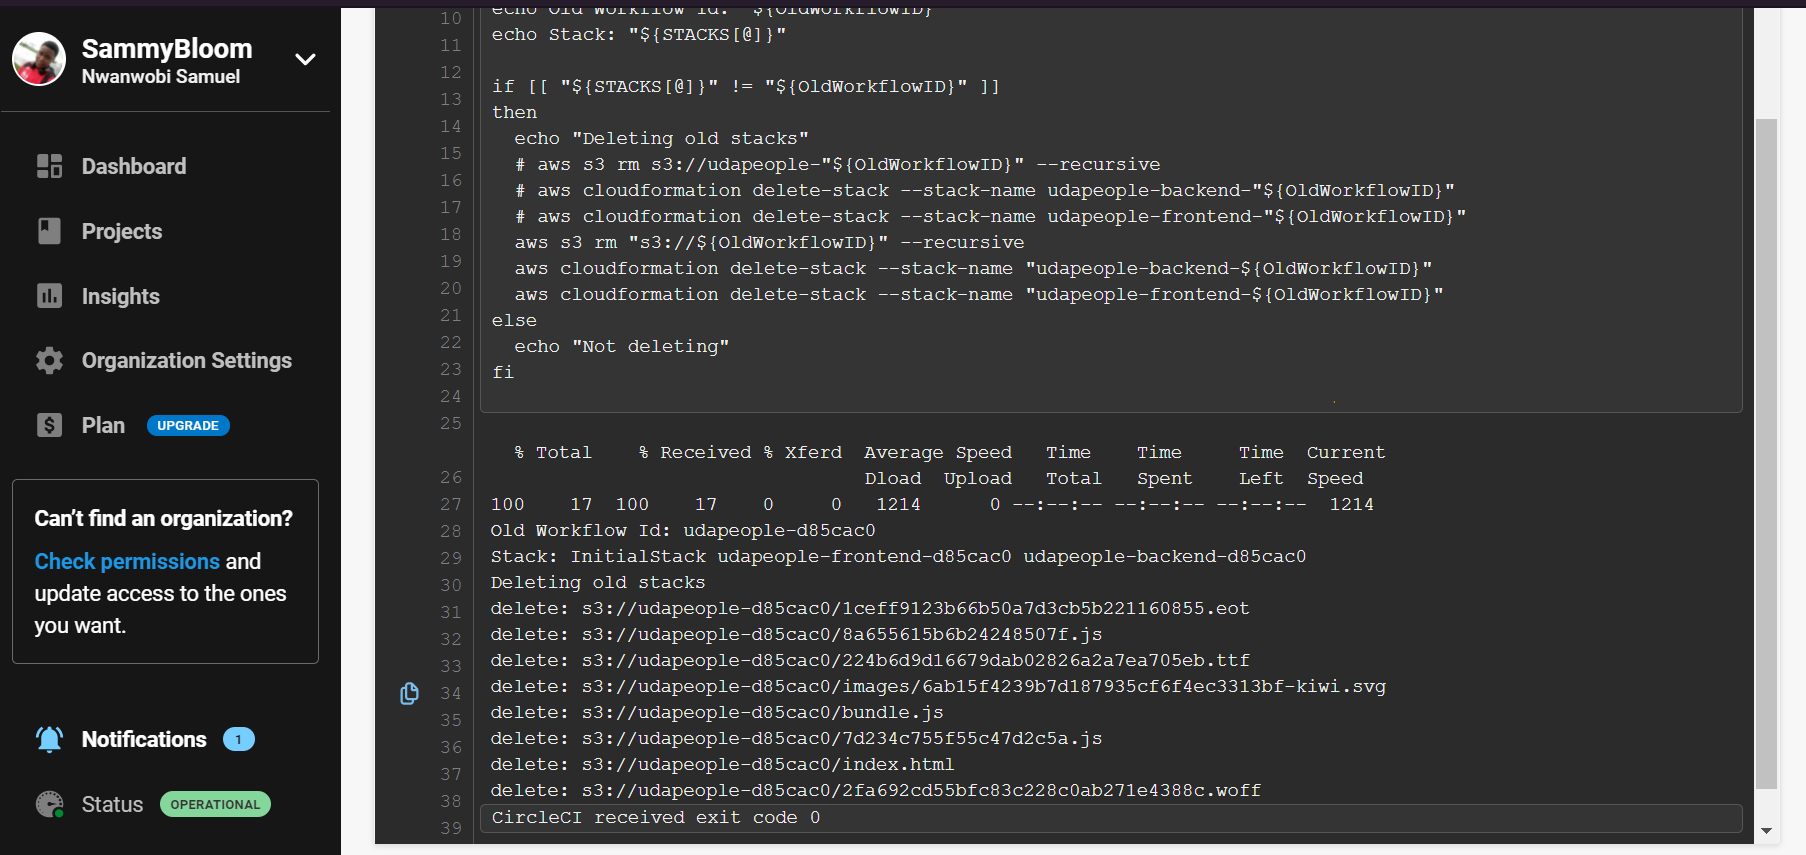 SammyBloom
Nwanwobi Samuel
Dashboard
Projects
Insights
Organization Settings
Plan UPGRADE
Can't find an organization?
Check permissions and
update access to the ones
you want.
Notifications 1
Status OPERATIONAL
10 echo Old Workflow Id: "${OldWorkflowID}"
11 echo Stack: "${STACKS[@]}"
12
13 if [[ "${STACKS[@]}" != "${OldWorkflowID}" ]]
then
14 echo "Deleting old stacks"
15 # aws s3 rm s3://udapeople-"${OldWorkflowID}" --recursive
16 # aws cloudformation delete-stack --stack-name udapeople-backend-"${OldWorkflowID}"
17 # aws cloudformation delete-stack --stack-name udapeople-frontend-"${OldWorkflowID}"
18 aws s3 rm "s3://${OldWorkflowID}" --recursive
19 aws cloudformation delete-stack --stack-name "udapeople-backend-${OldWorkflowID}"
20 aws cloudformation delete-stack --stack-name "udapeople-frontend-${OldWorkflowID}"
21 else
22 echo "Not deleting"
23 fi
24
25
% Total % Received % Xferd Average Speed Time Time Time Current
26 Dload Upload Total Spent Left Speed
27 100 17 100 17 0 0 1214 0 --:--:-- --:--:-- --:--:-- 1214
28 Old Workflow Id: udapeople-d85cac0
29 Stack: InitialStack udapeople-frontend-d85cac0 udapeople-backend-d85cac0
30 Deleting old stacks
31 delete: s3://udapeople-d85cac0/1ceff9123b66b50a7d3cb5b221160855.eot
32 delete: s3://udapeople-d85cac0/8a655615b6b24248507f.js
33 delete: s3://udapeople-d85cac0/224b6d9d16679dab02826a2a7ea705eb.ttf
34 delete: s3://udapeople-d85cac0/images/6ab15f4239b7d187935cf6f4ec3313bf-kiwi.svg
35 delete: s3://udapeople-d85cac0/bundle.js
36 delete: s3://udapeople-d85cac0/7d234c755f55c47d2c5a.js
37 delete: s3://udapeople-d85cac0/index.html
38 delete: s3://udapeople-d85cac0/2fa692cd55bfc83c228c0ab271e4388c.woff
39 CircleCI received exit code 0